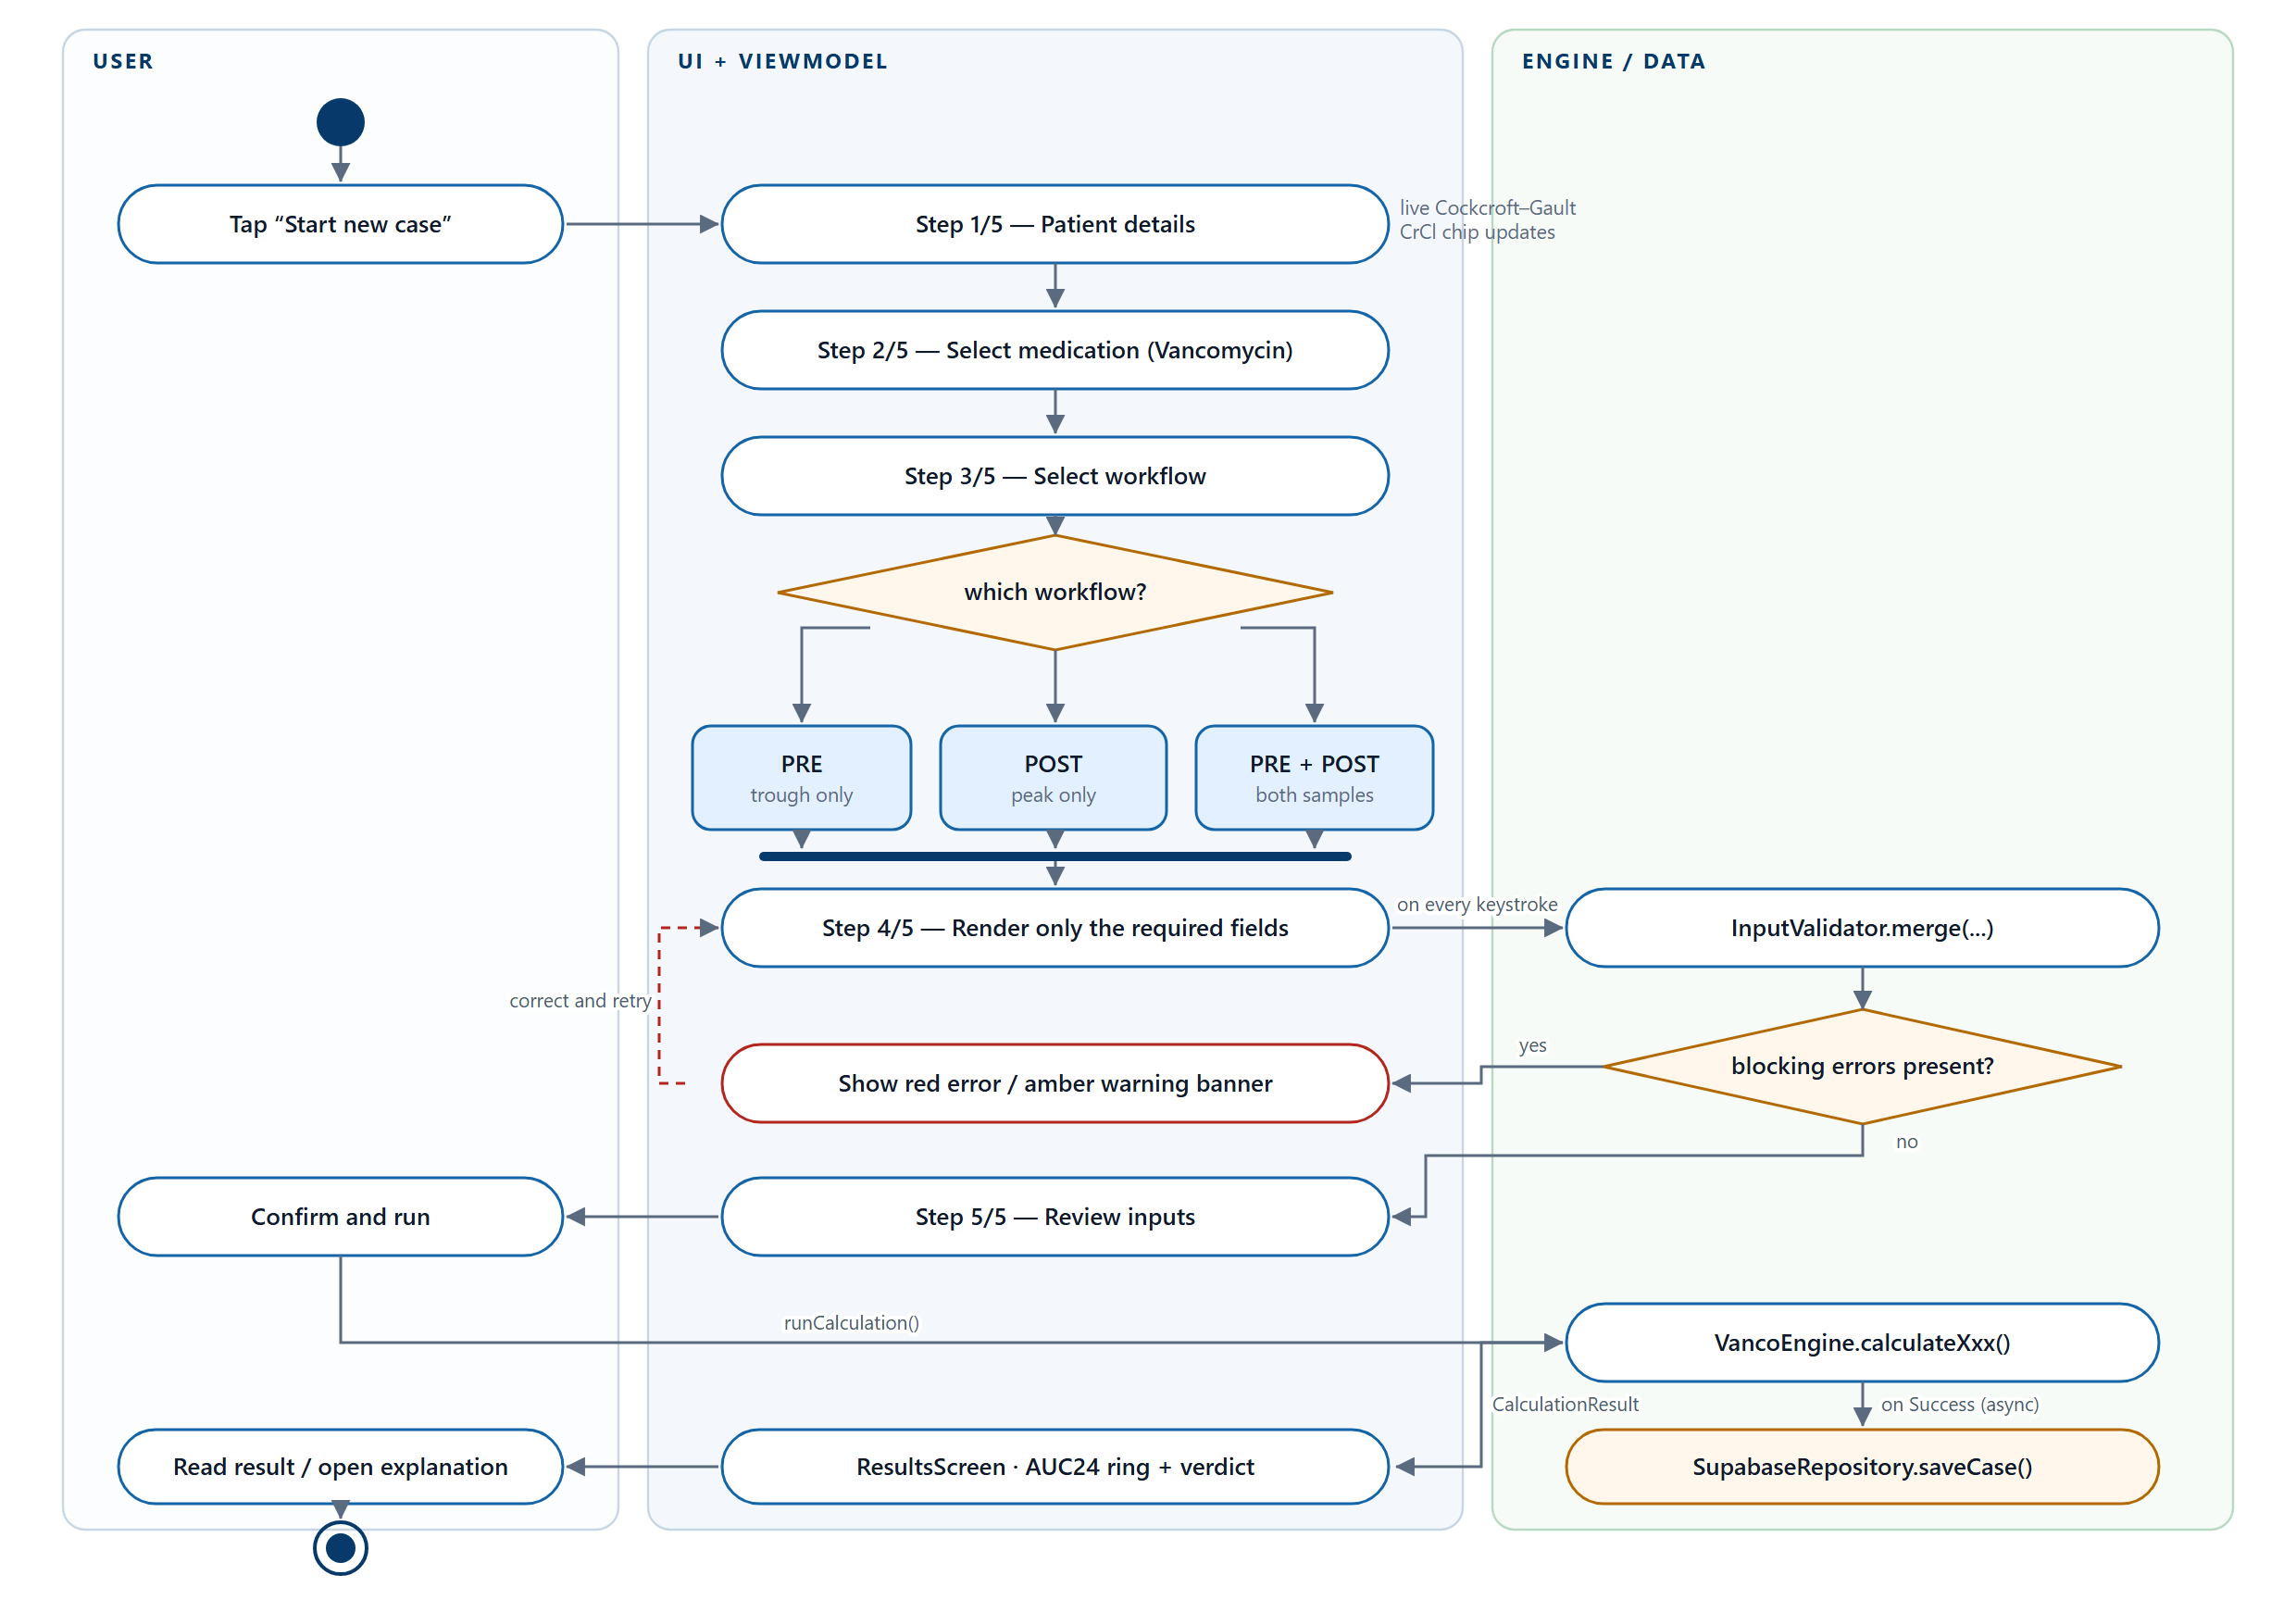 USER
UI + VIEWMODEL
ENGINE / DATA
Tap “Start new case”
Step 1/5 — Patient details
live Cockcroft–Gault
CrCl chip updates
Step 2/5 — Select medication (Vancomycin)
Step 3/5 — Select workflow
which workflow?
PRE
trough only
POST
peak only
PRE + POST
both samples
Step 4/5 — Render only the required fields
on every keystroke
InputValidator.merge(...)
correct and retry
Show red error / amber warning banner
yes
blocking errors present?
no
Confirm and run
Step 5/5 — Review inputs
runCalculation()
VancoEngine.calculateXxx()
CalculationResult
on Success (async)
Read result / open explanation
ResultsScreen · AUC24 ring + verdict
SupabaseRepository.saveCase()